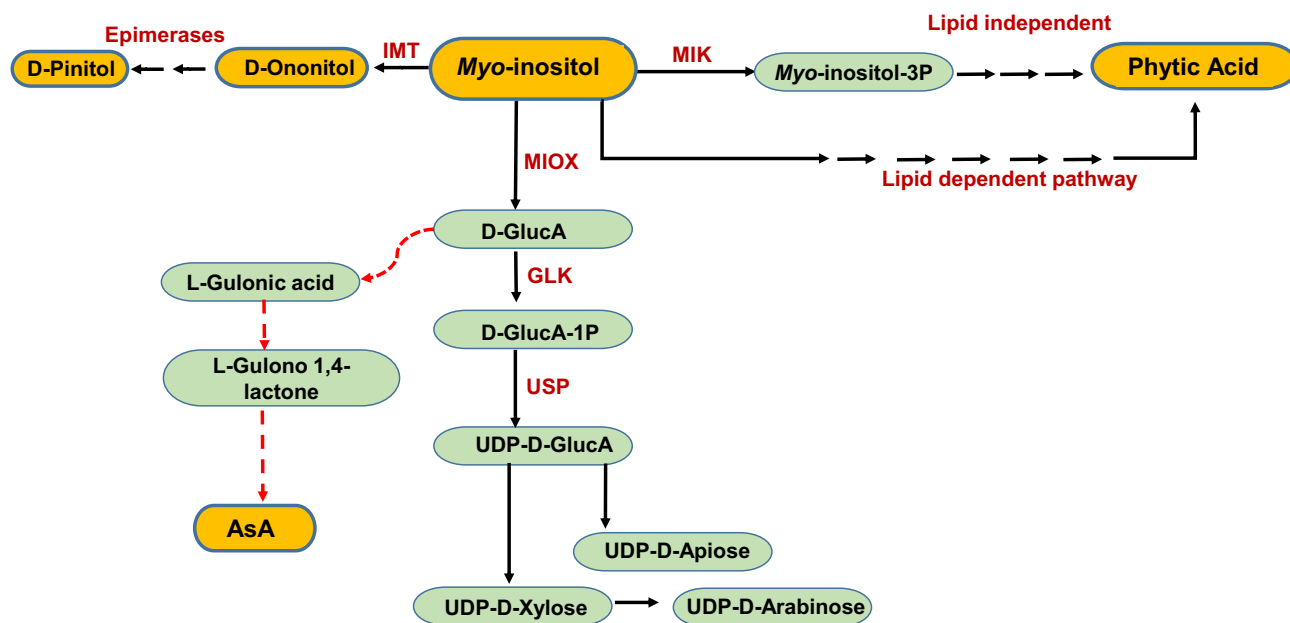 Lipid independent
Epimerases
IMT
MIK
D-Pinitol
D-Ononitol
Myo-inositol
Myo-inositol-3P
Phytic Acid
MIOX
Lipid dependent pathway
D-GlucA
L-Gulonic acid
GLK
D-GlucA-1P
L-Gulono 1,4-
lactone
USP
UDP-D-GlucA
AsA
UDP-D-Apiose
UDP-D-Xylose
UDP-D-Arabinose